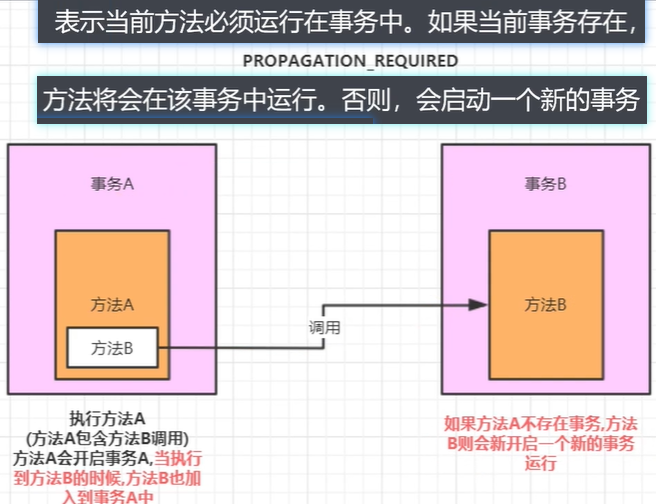 表示当前方法必须运行在事务中。如果当前事务存在，
PROPAGATION_REQUIRED
方法将会在该事务中运行。否则，会启动一个新的事务
事务A
事务B
方法A
方法B
方法B
调用
执行方法A
(方法A包含方法B调用)
方法A会开启事务A,当执行
到方法B的时候,方法B也加
入到事务A中
如果方法A不存在事务,方法
B则会新开启一个新的事务
运行